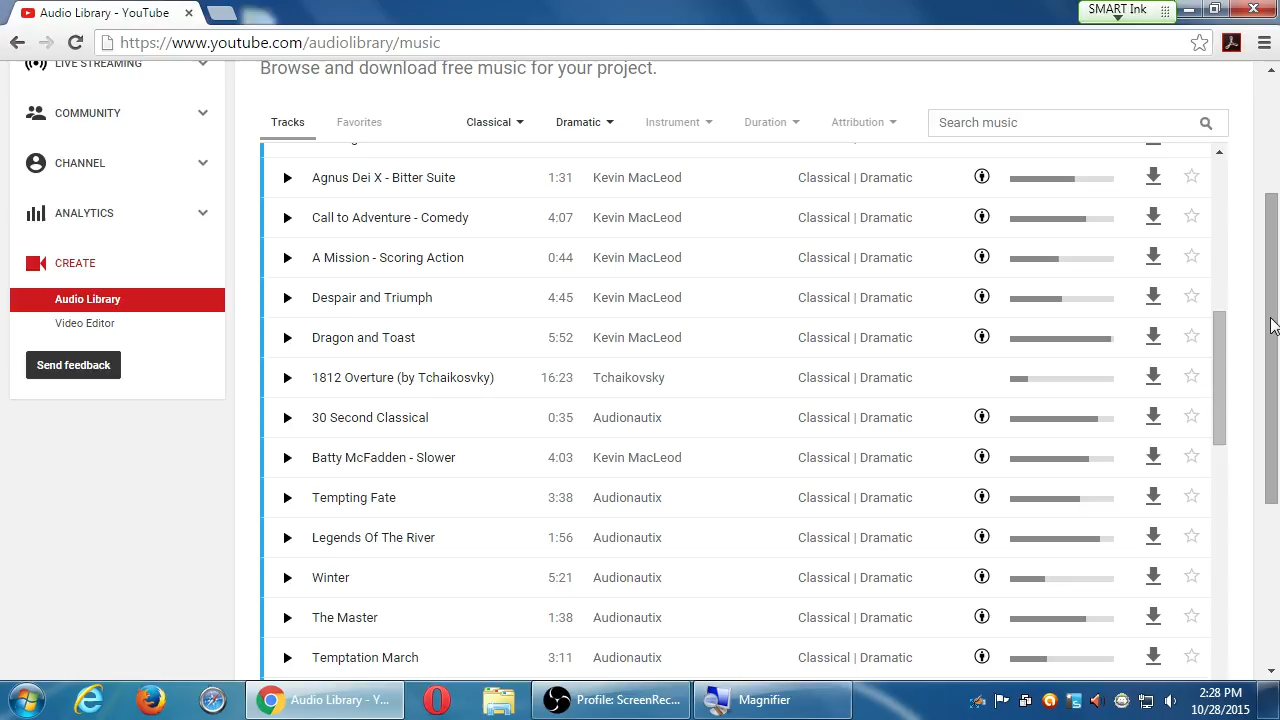 Audio Library - YouTube
SMART Ink
https://www.youtube.com/audiolibrary/music
LIVE STREAMING
COMMUNITY
CHANNEL
ANALYTICS
CREATE
Audio Library
Video Editor
Send feedback
Browse and download free music for your project.
Tracks Favorites Classical Dramatic Instrument Duration Attribution Search music
Agnus Dei X - Bitter Suite 1:31 Kevin MacLeod Classical | Dramatic
Call to Adventure - Comedy 4:07 Kevin MacLeod Classical | Dramatic
A Mission - Scoring Action 0:44 Kevin MacLeod Classical | Dramatic
Despair and Triumph 4:45 Kevin MacLeod Classical | Dramatic
Dragon and Toast 5:52 Kevin MacLeod Classical | Dramatic
1812 Overture (by Tchaikosvky) 16:23 Tchaikovsky Classical | Dramatic
30 Second Classical 0:35 Audionautix Classical | Dramatic
Batty McFadden - Slower 4:03 Kevin MacLeod Classical | Dramatic
Tempting Fate 3:38 Audionautix Classical | Dramatic
Legends Of The River 1:56 Audionautix Classical | Dramatic
Winter 5:21 Audionautix Classical | Dramatic
The Master 1:38 Audionautix Classical | Dramatic
Temptation March 3:11 Audionautix Classical | Dramatic
Audio Library - Y... Profile: ScreenRec... Magnifier
2:28 PM
10/28/2015